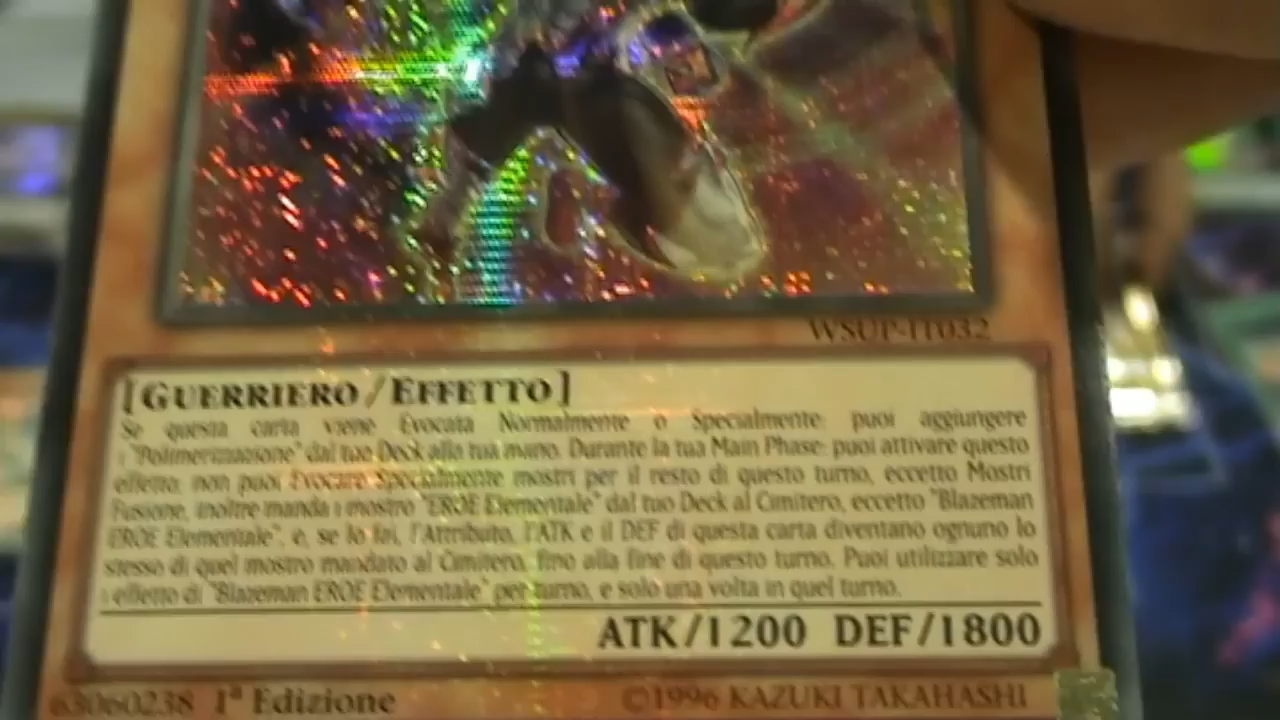 WSUP-IT032
[GUERRIERO/EFFETTO]
Se questa carta viene Evocata Normalmente o Specialmente: puoi aggiungere
1 "Polimerizzazione" dal tuo Deck alla tua mano. Durante la tua Main Phase: puoi attivare questo
effetto; non puoi Evocare Specialmente mostri per il resto di questo turno, eccetto Mostri
Fusione, inoltre manda 1 mostro "EROE Elementale" dal tuo Deck al Cimitero, eccetto "Blazeman
EROE Elementale", e, se lo fai, l'Attributo, l'ATK e il DEF di questa carta diventano ognuno lo
stesso di quel mostro mandato al Cimitero, fino alla fine di questo turno. Puoi utilizzare solo
1 effetto di "Blazeman EROE Elementale" per turno, e solo una volta in quel turno.
ATK/1200 DEF/1800
63060238 1ª Edizione
©1996 KAZUKI TAKAHASHI